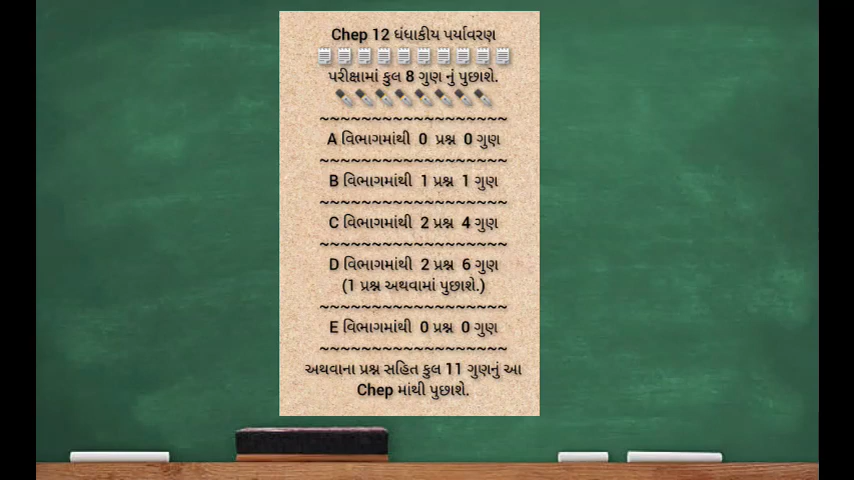 Chep 12 ધંધાકીય પર્યાવરણ
પરીક્ષામાં કુલ 8 ગુણ નું પુછાશે.
~~~~~~~~~~~~~~~~~~
A વિભાગમાંથી 0 પ્રશ્ન 0 ગુણ
~~~~~~~~~~~~~~~~~~
B વિભાગમાંથી 1 પ્રશ્ન 1 ગુણ
~~~~~~~~~~~~~~~~~~
C વિભાગમાંથી 2 પ્રશ્ન 4 ગુણ
~~~~~~~~~~~~~~~~~~
D વિભાગમાંથી 2 પ્રશ્ન 6 ગુણ
(1 પ્રશ્ન અથવામાં પુછાશે.)
~~~~~~~~~~~~~~~~~~
E વિભાગમાંથી 0 પ્રશ્ન 0 ગુણ
~~~~~~~~~~~~~~~~~~
અથવાના પ્રશ્ન સહિત કુલ 11 ગુણનું આ
Chep માંથી પુછાશે.